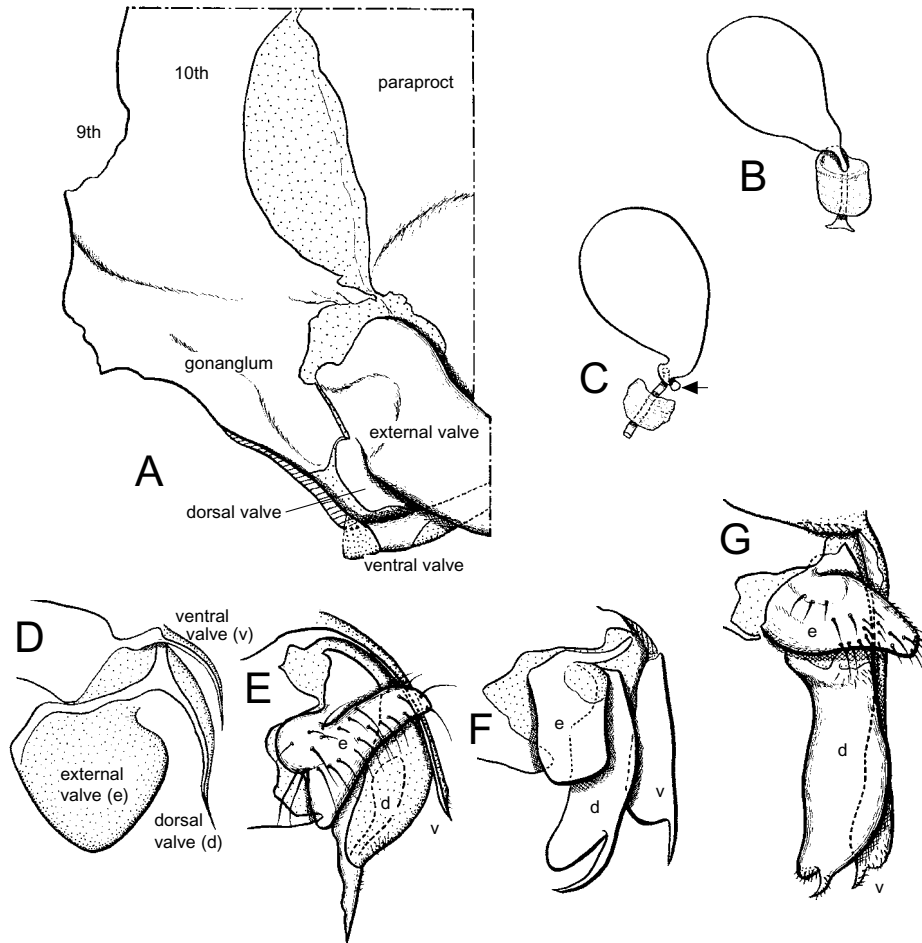 10th
paraproct
9th
B
C
gonanglum
external valve
A
dorsal valve
ventral valve
D
ventral
valve (v)
external
valve (e)
dorsal
valve (d)
E
e
d
v
F
e
d
v
G
e
d
v